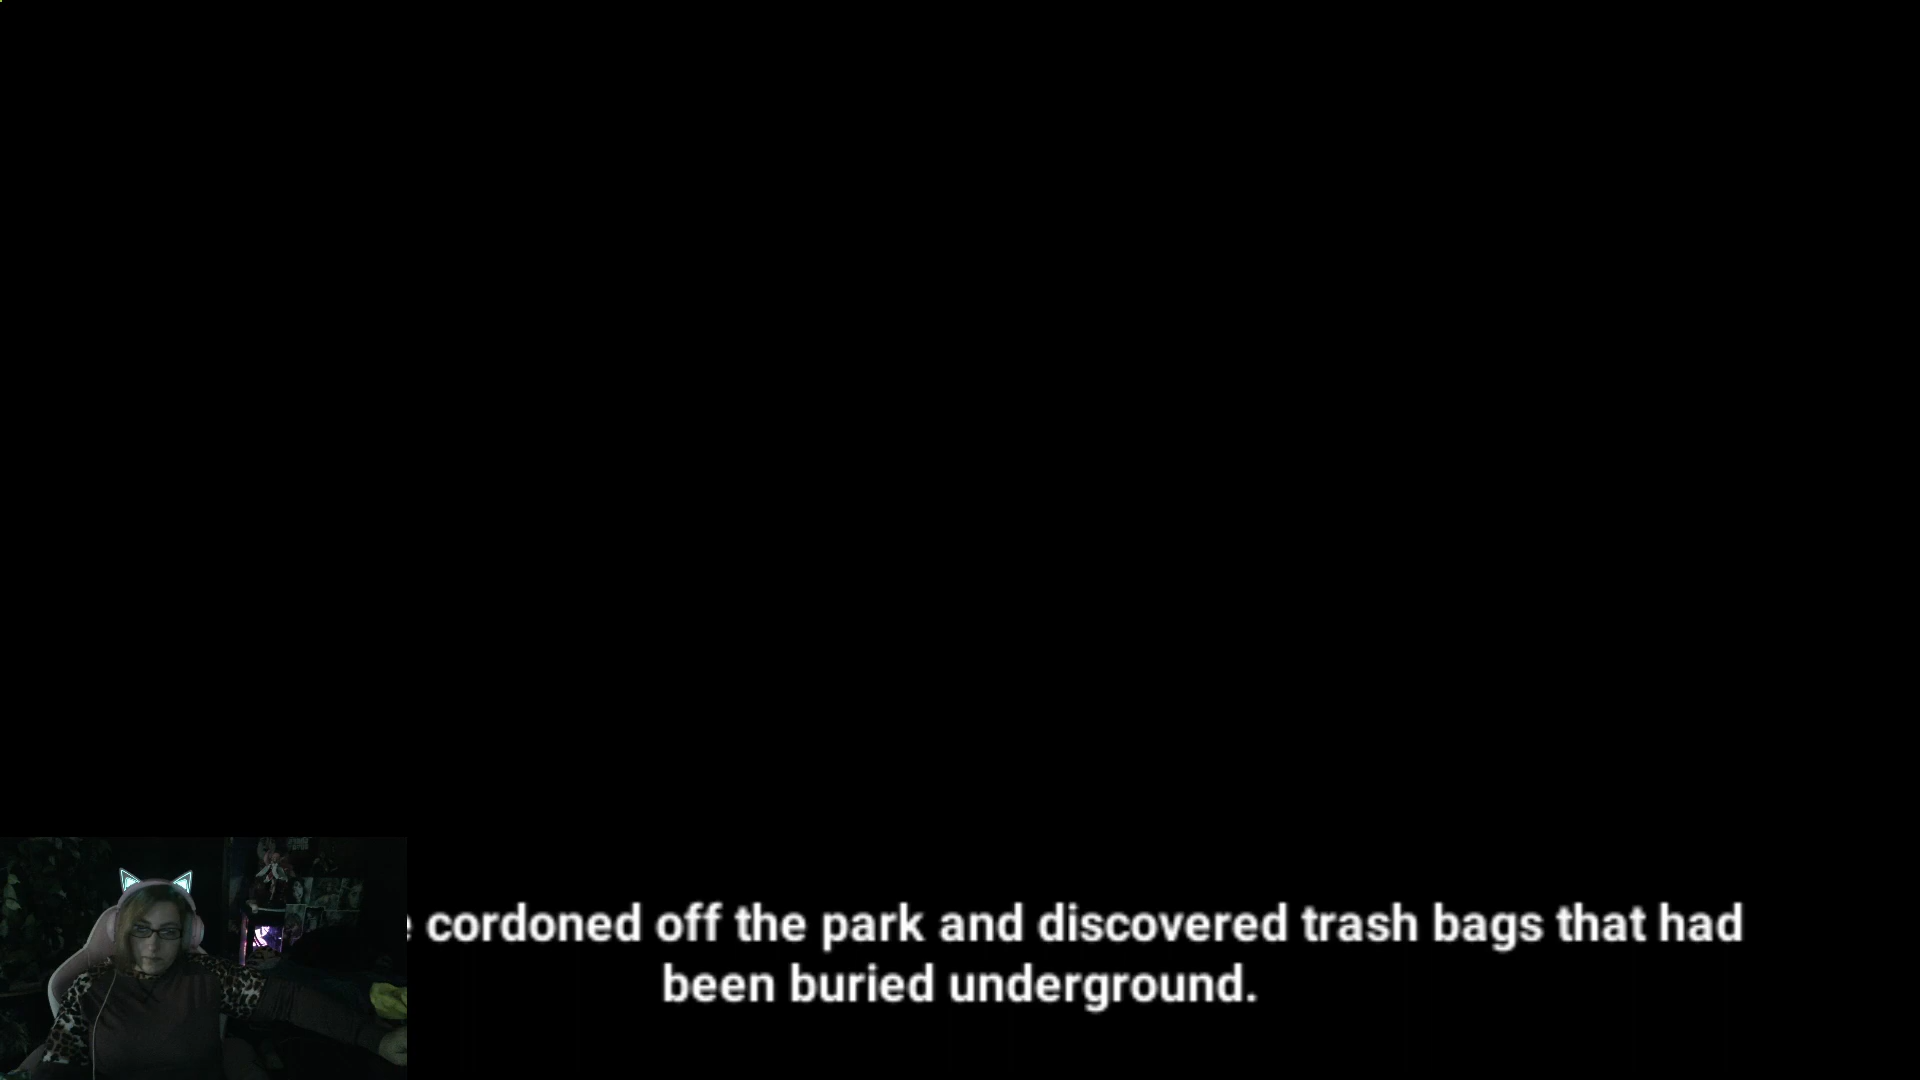 cordoned off the park and discovered trash bags that had
been buried underground.